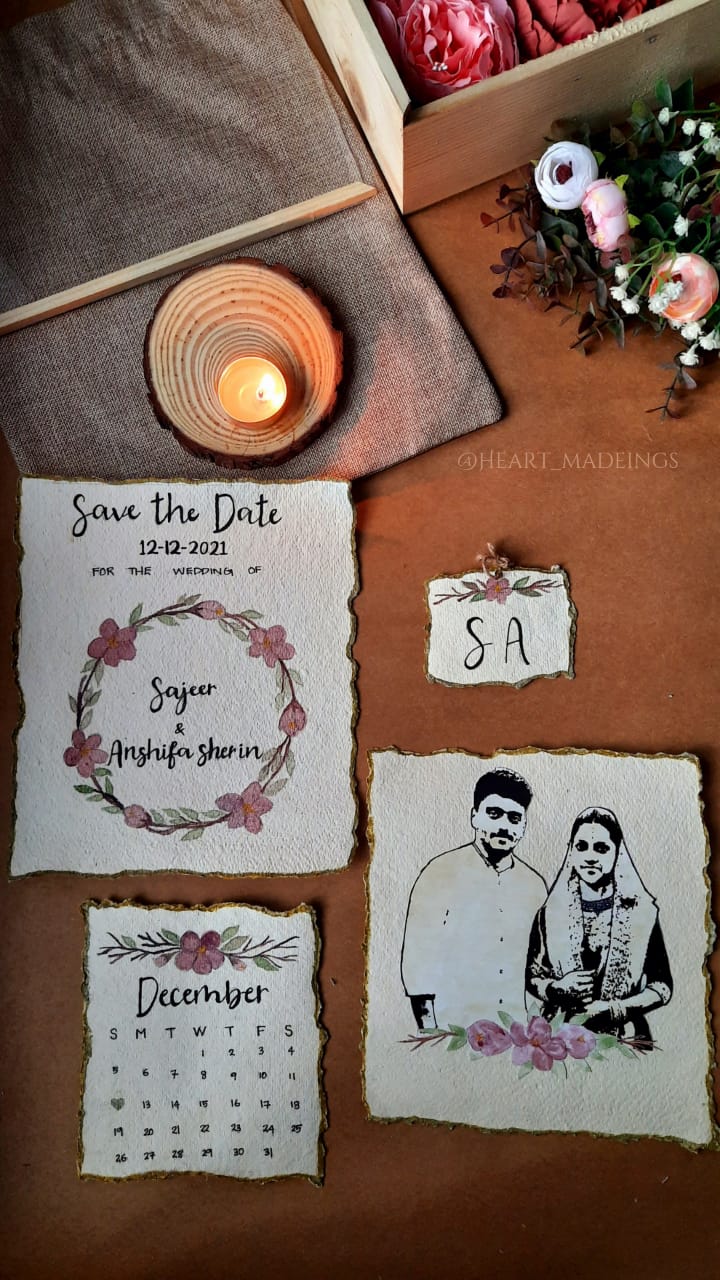 @HEART_MADEINGS
Save the Date
12-12-2021
FOR THE WEDDING OF
Sajeer
&
Anshifa sherin
SA
December
S M T W T F S
1 2 3 4
5 6 7 8 9 10 11
13 14 15 16 17 18
19 20 21 22 23 24 25
26 27 28 29 30 31